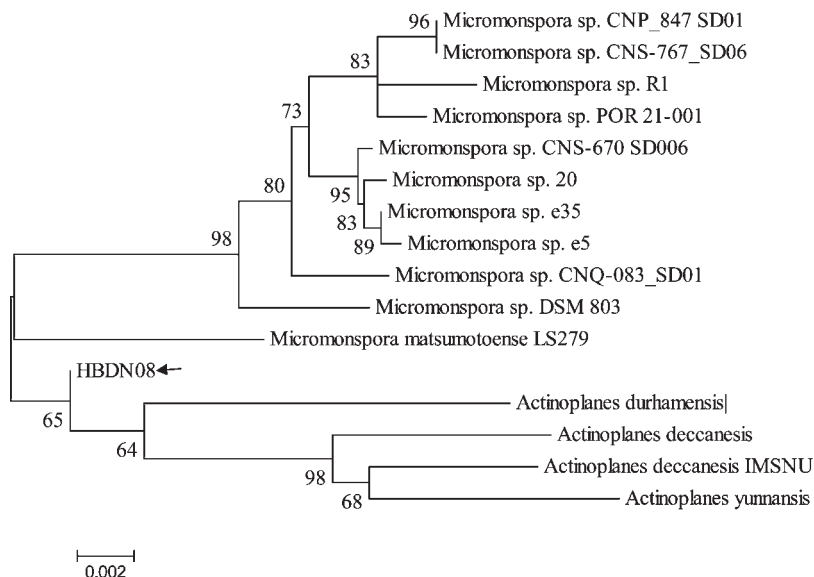 96 Micromonspora sp. CNP_847 SD01
Micromonspora sp. CNS-767_SD06
83
Micromonspora sp. R1
73
Micromonspora sp. POR 21-001
Micromonspora sp. CNS-670 SD006
80
95
Micromonspora sp. 20
83
Micromonspora sp. e35
98
89
Micromonspora sp. e5
Micromonspora sp. CNQ-083_SD01
Micromonspora sp. DSM 803
Micromonspora matsumotoense LS279
HBDN08
65
Actinoplanes durhamensis|
64
Actinoplanes deccanesis
98
Actinoplanes deccanesis IMSNU
68
Actinoplanes yunnansis
0.002